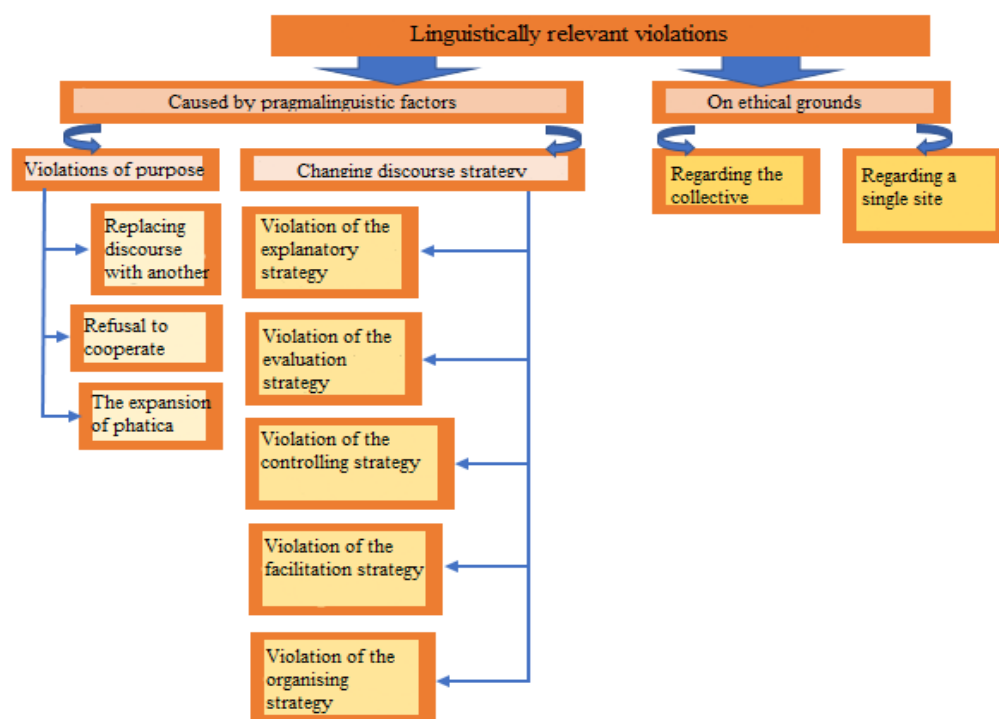 Linguistically relevant violations
Caused by pragmalinguistic factors
On ethical grounds
Violations of purpose
Changing discourse strategy
Regarding the
collective
Regarding a
single site
Replacing
discourse
with another
Refusal to
cooperate
The expansion
of phatica
Violation of the
explanatory
strategy
Violation of the
evaluation
strategy
Violation of the
controlling strategy
Violation of the
facilitation strategy
Violation of the
organising
strategy